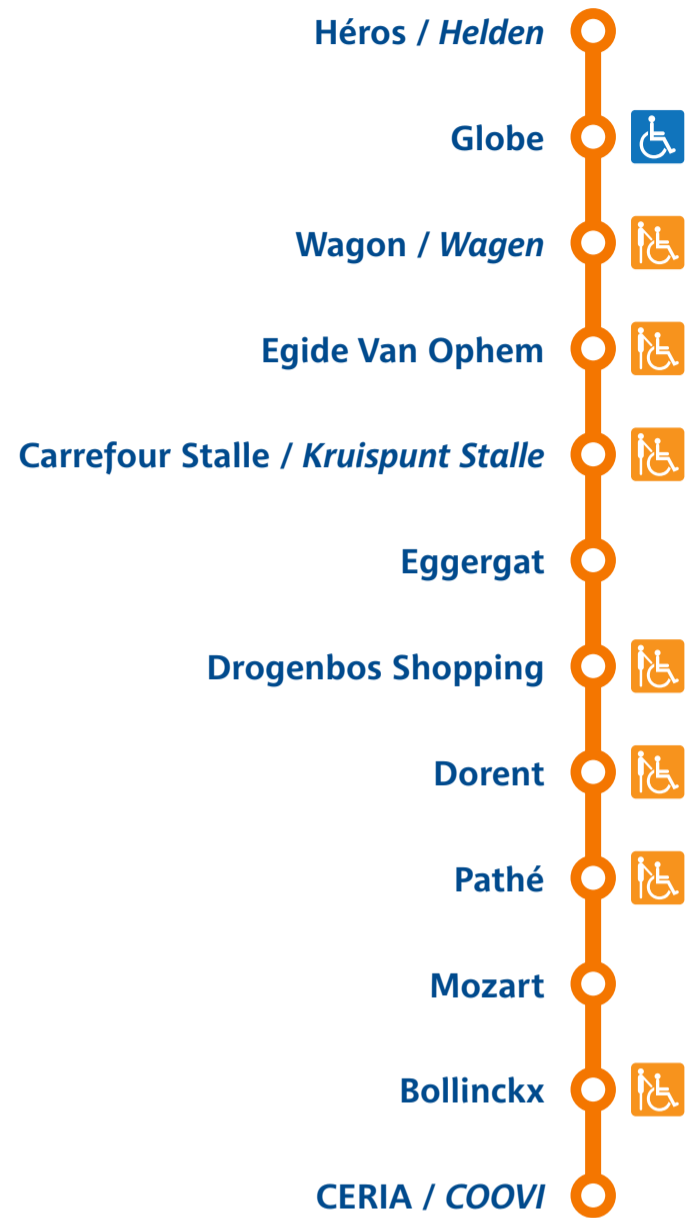 Héros / Helden
Globe
Wagon / Wagen
Egide Van Ophem
Carrefour Stalle / Kruispunt Stalle
Eggergat
Drogenbos Shopping
Dorent
Pathé
Mozart
Bollinckx
CERIA / COOVI